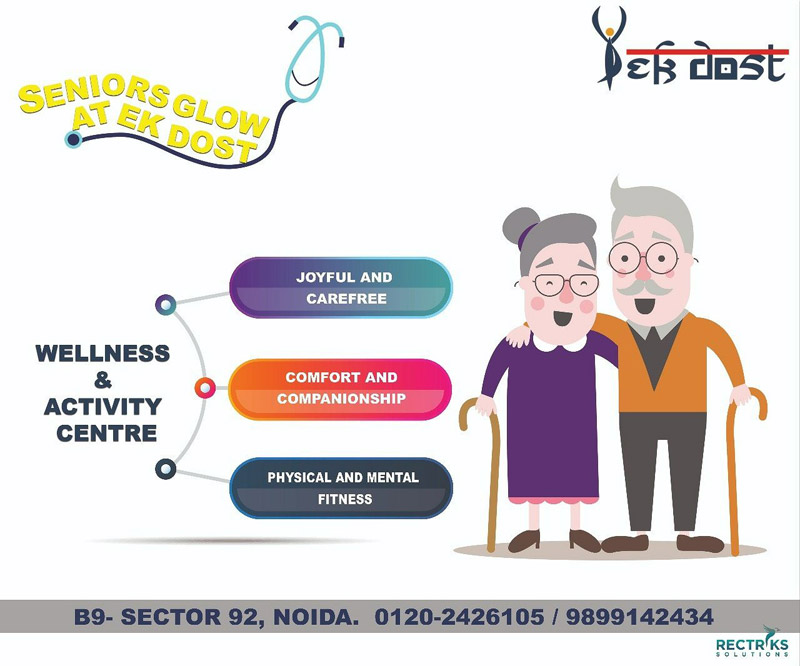 SENIORS GLOW
AT EK DOST
ek dost
WELLNESS
&
ACTIVITY
CENTRE
JOYFUL AND
CAREFREE
COMFORT AND
COMPANIONSHIP
PHYSICAL AND MENTAL
FITNESS
B9- SECTOR 92, NOIDA. 0120-2426105 / 9899142434
RECTRIKS
SOLUTIONS